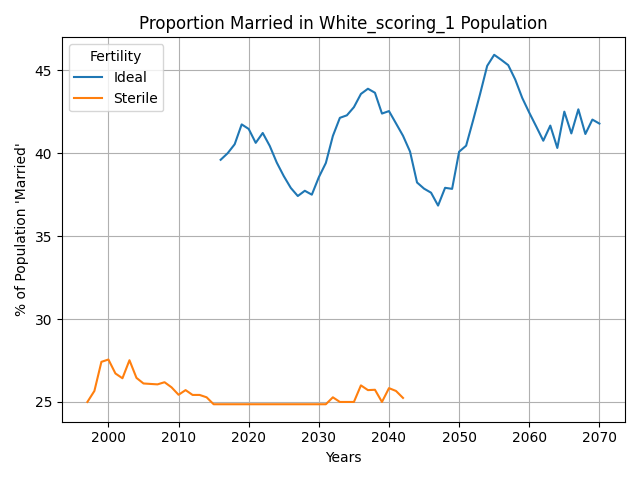 Proportion Married in White_scoring_1 Population
Fertility
Ideal
Sterile
% of Population 'Married'
45
40
35
30
25
2000 2010 2020 2030 2040 2050 2060 2070
Years